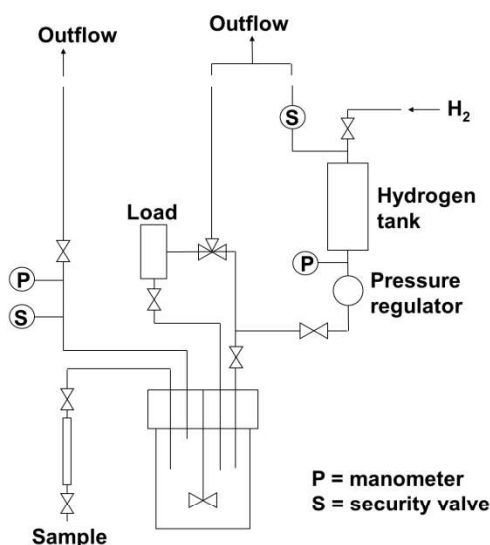 Outflow
Outflow
S
H2
Load
Hydrogen
tank
P
P
Pressure
regulator
S
P = manometer
S = security valve
Sample